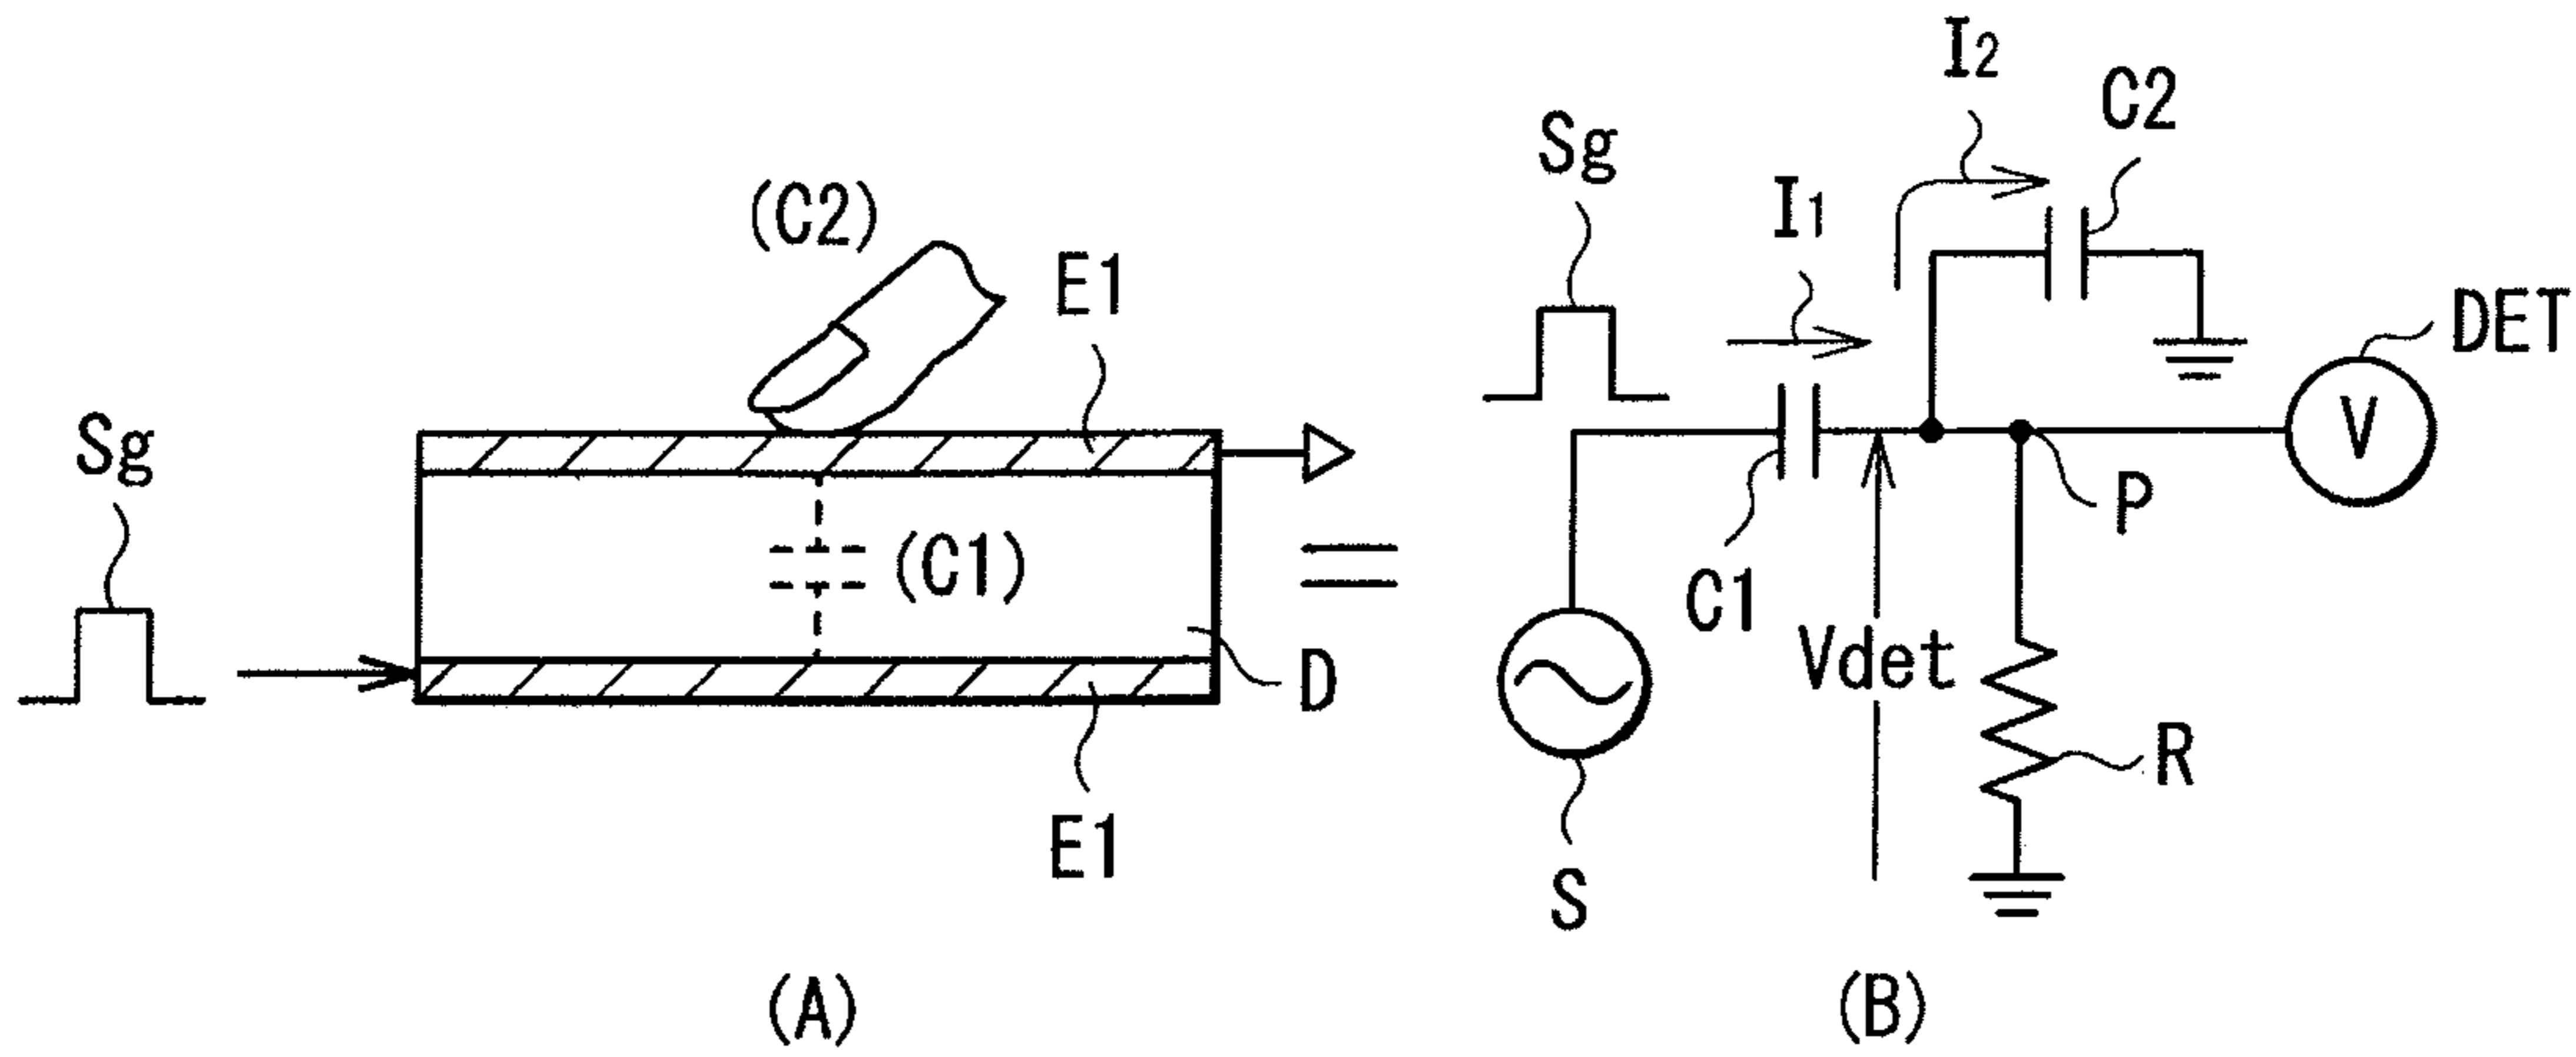 (C2)
E1
Sg
(C1)
D
E1
(A)
=
I2
C2
Sg
I1
DET
V
P
C1
Vdet
R
S
(B)